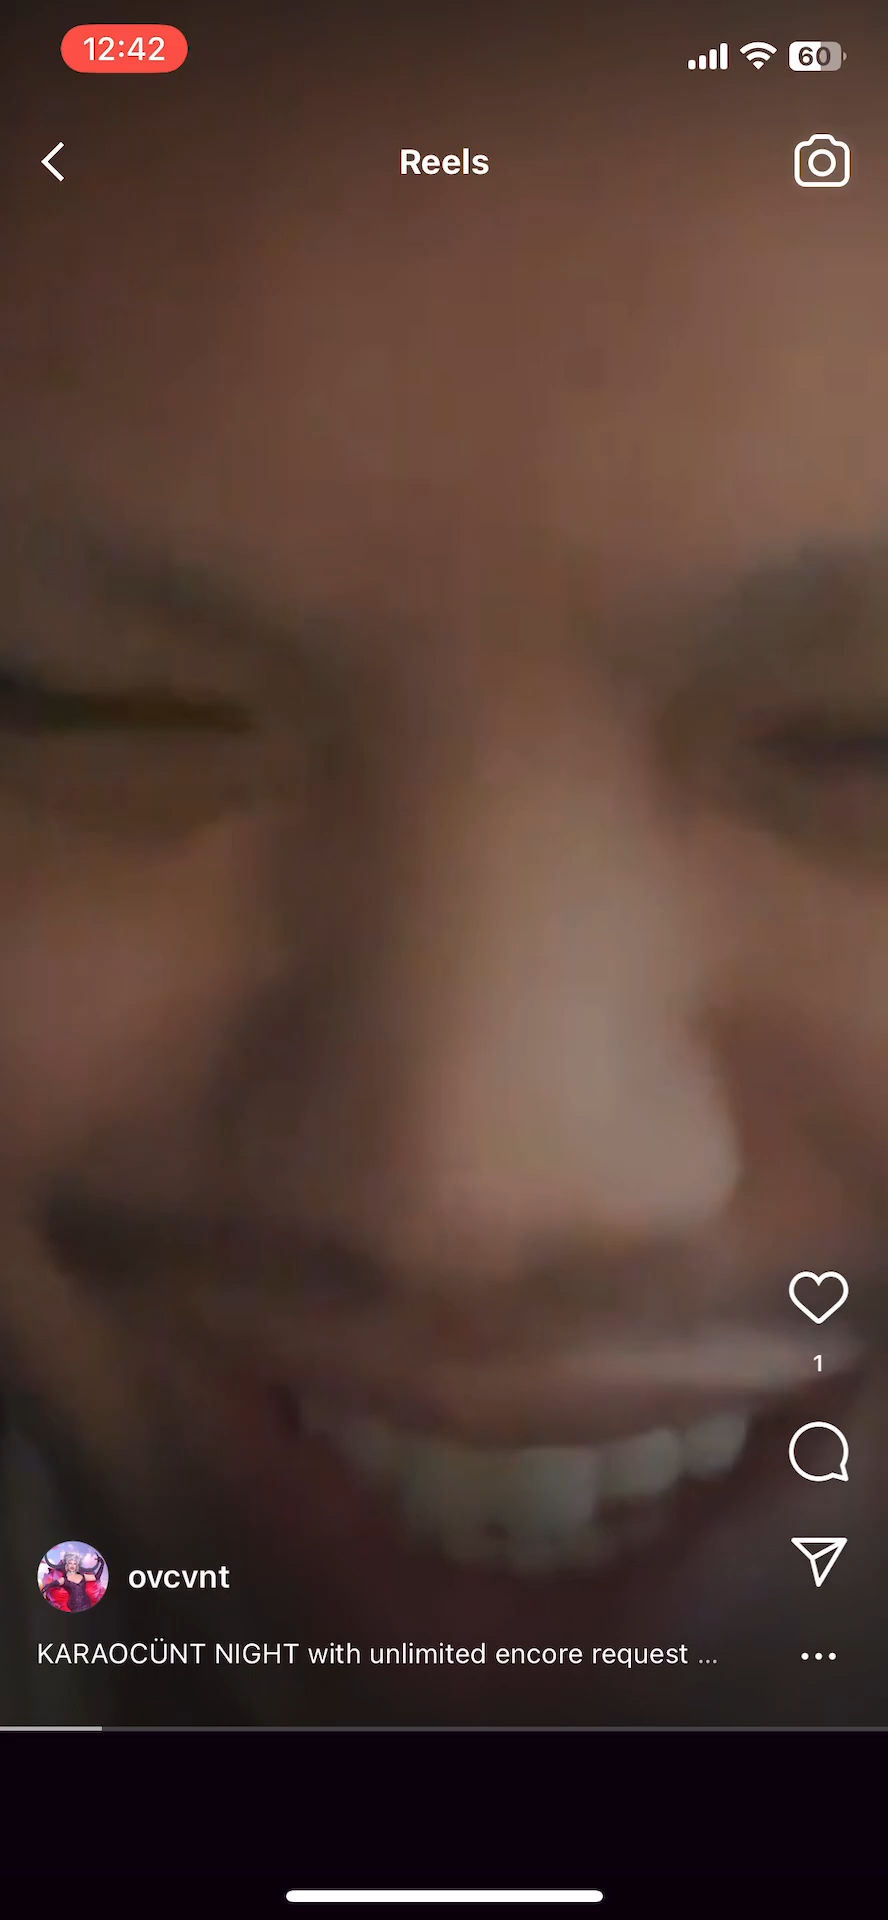 12:42
60
Reels
1
ovcvnt
KARAOCÜNT NIGHT with unlimited encore request ...